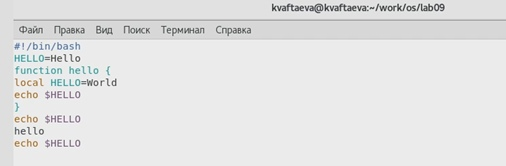 kvaftaeva@kvaftaeva:~/work/os/lab09
Файл Правка Вид Поиск Терминал Справка
#!/bin/bash
HELLO=Hello
function hello {
local HELLO=World
echo $HELLO
}
echo $HELLO
hello
echo $HELLO